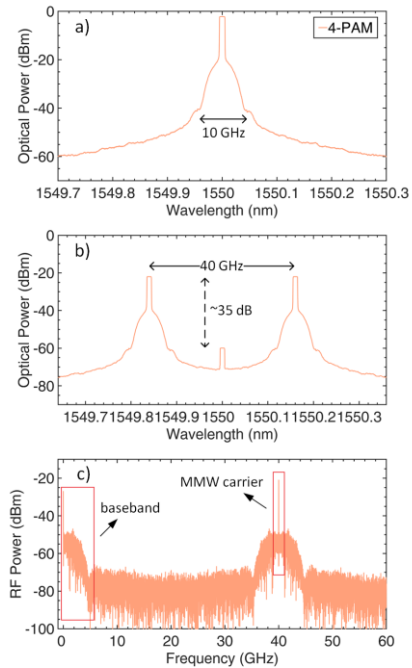 a)
4-PAM
0
-20
-40
-60
Optical Power (dBm)
10 GHz
1549.7 1549.8 1549.9 1550 1550.1 1550.2 1550.3
Wavelength (nm)
b)
0
-20
-40
-60
-80
Optical Power (dBm)
40 GHz
~35 dB
1549.7 1549.8 1549.9 1550 1550.1 1550.2 1550.3
Wavelength (nm)
c)
MMW carrier
baseband
-20
-40
-60
-80
-100
RF Power (dBm)
0 10 20 30 40 50 60
Frequency (GHz)